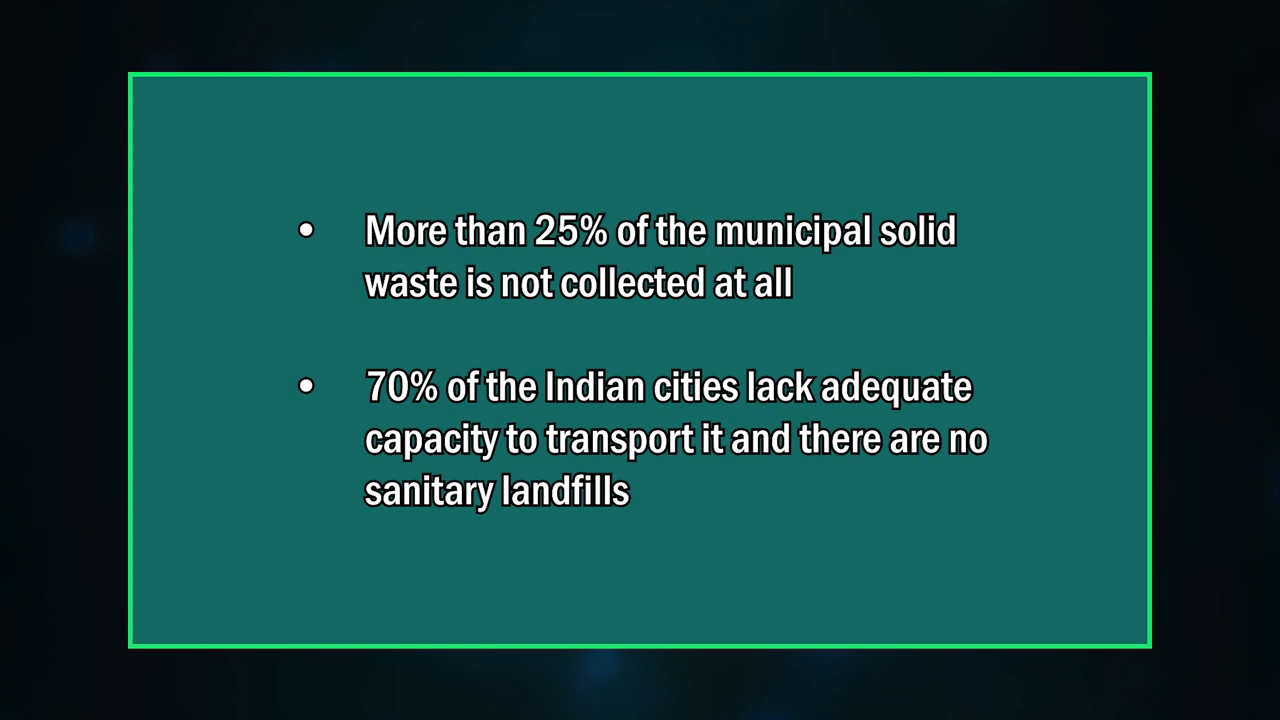 • More than 25% of the municipal solid
waste is not collected at all
• 70% of the Indian cities lack adequate
capacity to transport it and there are no
sanitary landfills